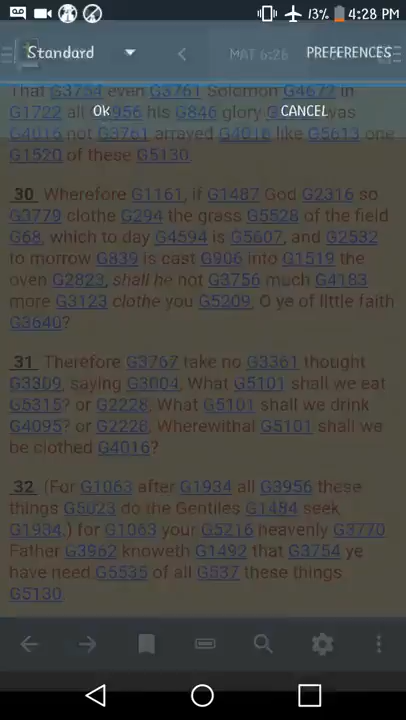 13% 4:28 PM
Standard MAT 6:26 PREFERENCES
That G3754 even G3761 Solomon G4672 in
G1722 all G3956 his G846 glory was
OK CANCEL
G4016 not G3761 arrayed G4016 like G5613 one
G1520 of these G5130.
30 Wherefore G1161, if G1487 God G2316 so
G3779 clothe G294 the grass G5528 of the field
G68, which to day G4594 is G5607, and G2532
to morrow G839 is cast G906 into G1519 the
oven G2823, shall he not G3756 much G4183
more G3123 clothe you G5209, O ye of little faith
G3640?
31 Therefore G3767 take no G3361 thought
G3309, saying G3004, What G5101 shall we eat
G5315? or G2228, What G5101 shall we drink
G4095? or G2228, Wherewithal G5101 shall we
be clothed G4016?
32 (For G1063 after G1934 all G3956 these
things G5023 do the Gentiles G1484 seek
G1934:) for G1063 your G5216 heavenly G3770
Father G3962 knoweth G1492 that G3754 ye
have need G5535 of all G537 these things
G5130.